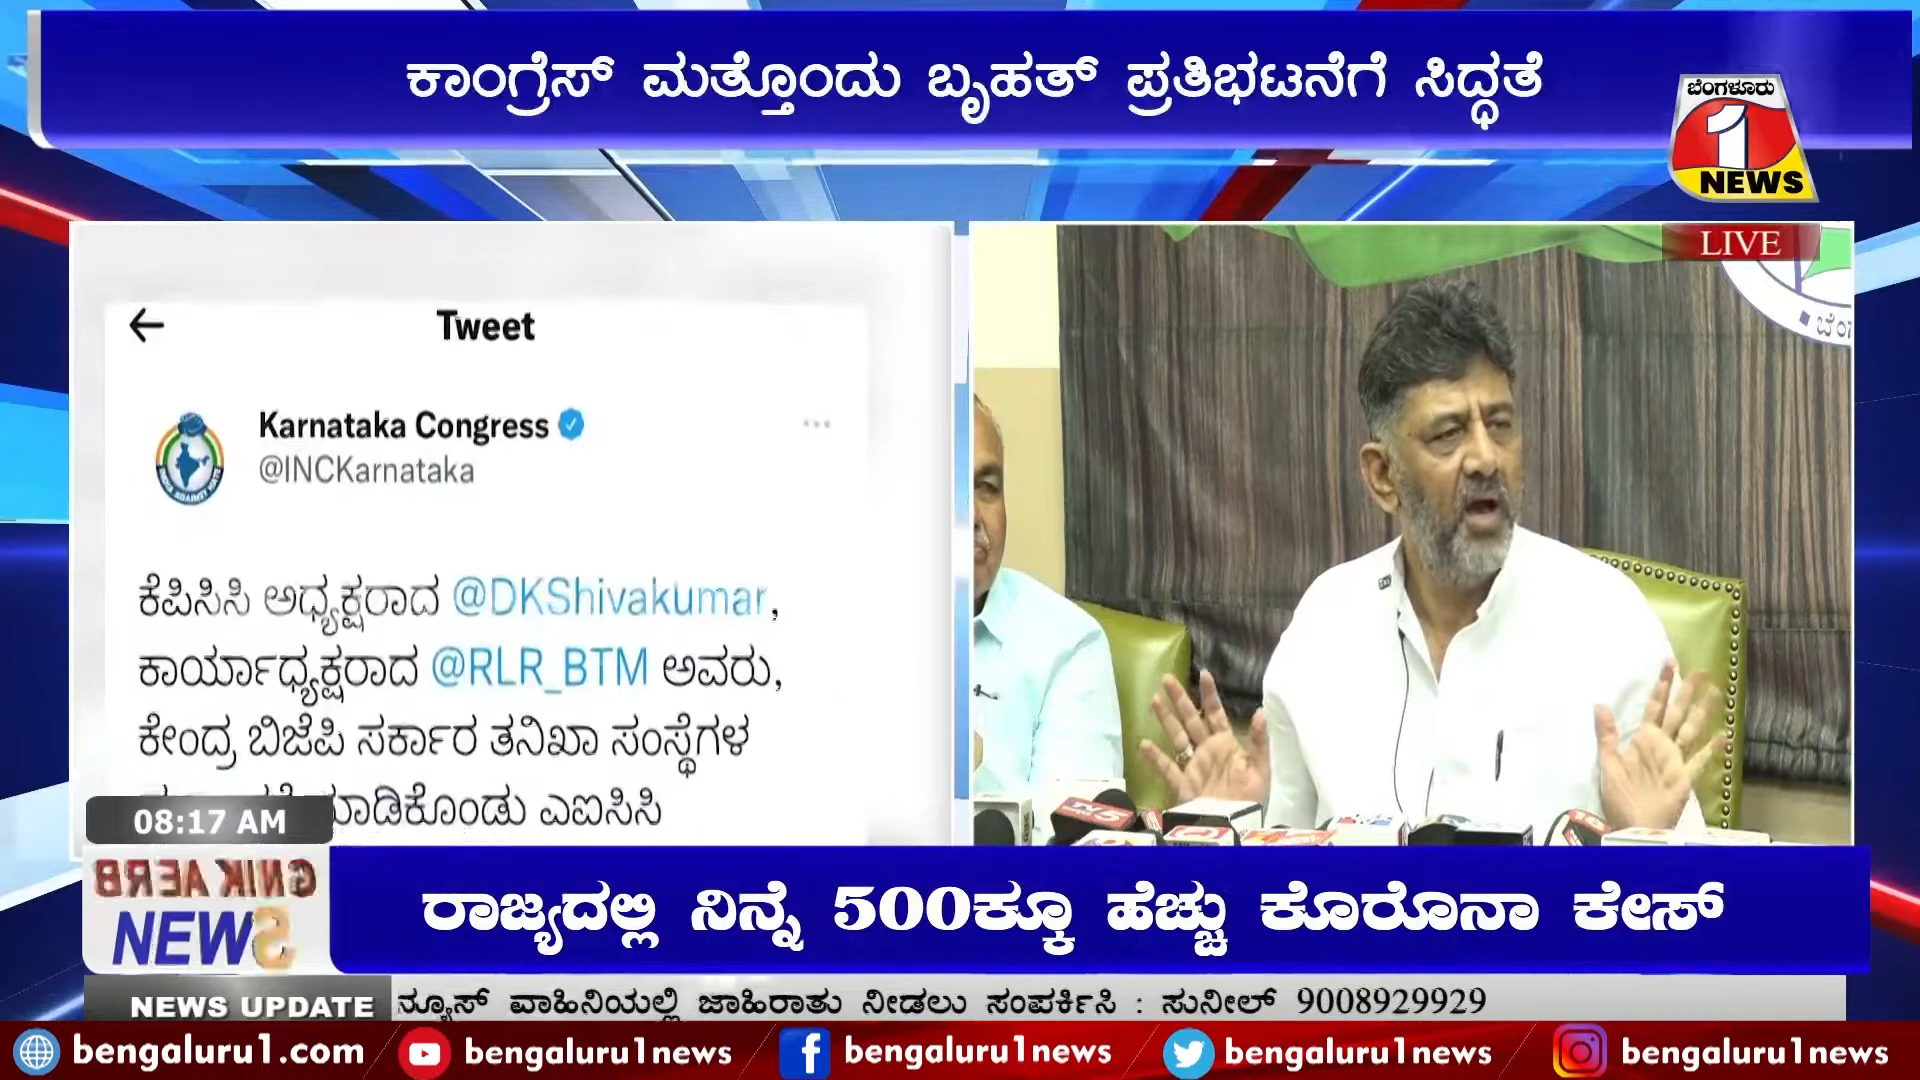 ಕಾಂಗ್ರೆಸ್ ಮತ್ತೊಂದು ಬೃಹತ್ ಪ್ರತಿಭಟನೆಗೆ ಸಿದ್ಧತೆ
ಬೆಂಗಳೂರು
1
NEWS
LIVE
Tweet
Karnataka Congress
@INCKarnataka
ಕೆಪಿಸಿಸಿ ಅಧ್ಯಕ್ಷರಾದ @DKShivakumar,
ಕಾರ್ಯಾಧ್ಯಕ್ಷರಾದ @RLR_BTM ಅವರು,
ಕೇಂದ್ರ ಬಿಜೆಪಿ ಸರ್ಕಾರ ತನಿಖಾ ಸಂಸ್ಥೆಗಳ
ಎಐಸಿಸಿ
TV5
08:17 AM
BREAKING
NEWS
ರಾಜ್ಯದಲ್ಲಿ ನಿನ್ನೆ 500ಕ್ಕೂ ಹೆಚ್ಚು ಕೊರೊನಾ ಕೇಸ್
NEWS UPDATE
ನ್ಯೂಸ್ ವಾಹಿನಿಯಲ್ಲಿ ಜಾಹಿರಾತು ನೀಡಲು ಸಂಪರ್ಕಿಸಿ : ಸುನೀಲ್ 9008929929
bengaluru1.com bengaluru1news bengaluru1news bengaluru1news bengaluru1news